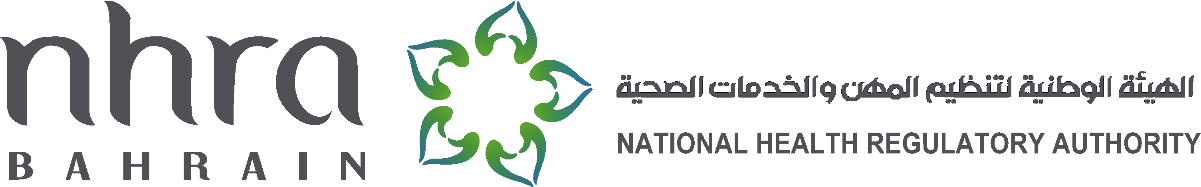 nhra
BAHRAIN
الهيئة الوطنية لتنظيم المهن والخدمات الصحية
NATIONAL HEALTH REGULATORY AUTHORITY